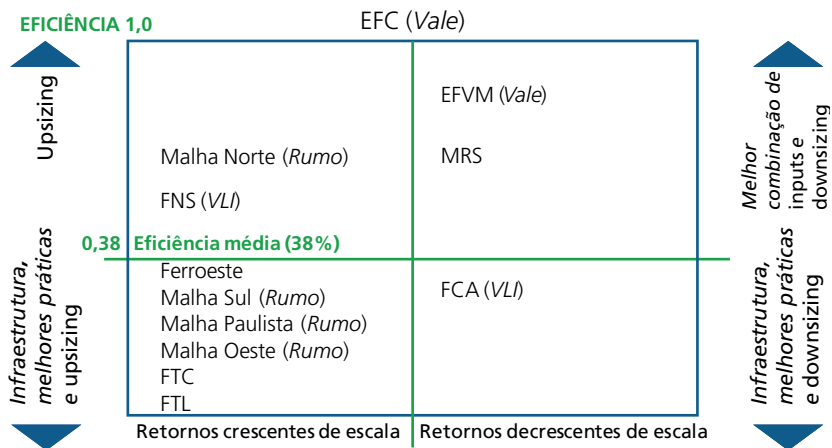 EFICIÊNCIA 1,0
EFC (Vale)
Upsizing
Infraestrutura,
melhores práticas
e upsizing
EFVM (Vale)
Malha Norte (Rumo)
MRS
FNS (VLI)
0,38 Eficiência média (38%)
Ferroeste
Malha Sul (Rumo)
Malha Paulista (Rumo)
Malha Oeste (Rumo)
FTC
FTL
FCA (VLI)
Melhor
combinação de
inputs e
downsizing
Infraestrutura,
melhores práticas
e downsizing
Retornos crescentes de escala
Retornos decrescentes de escala